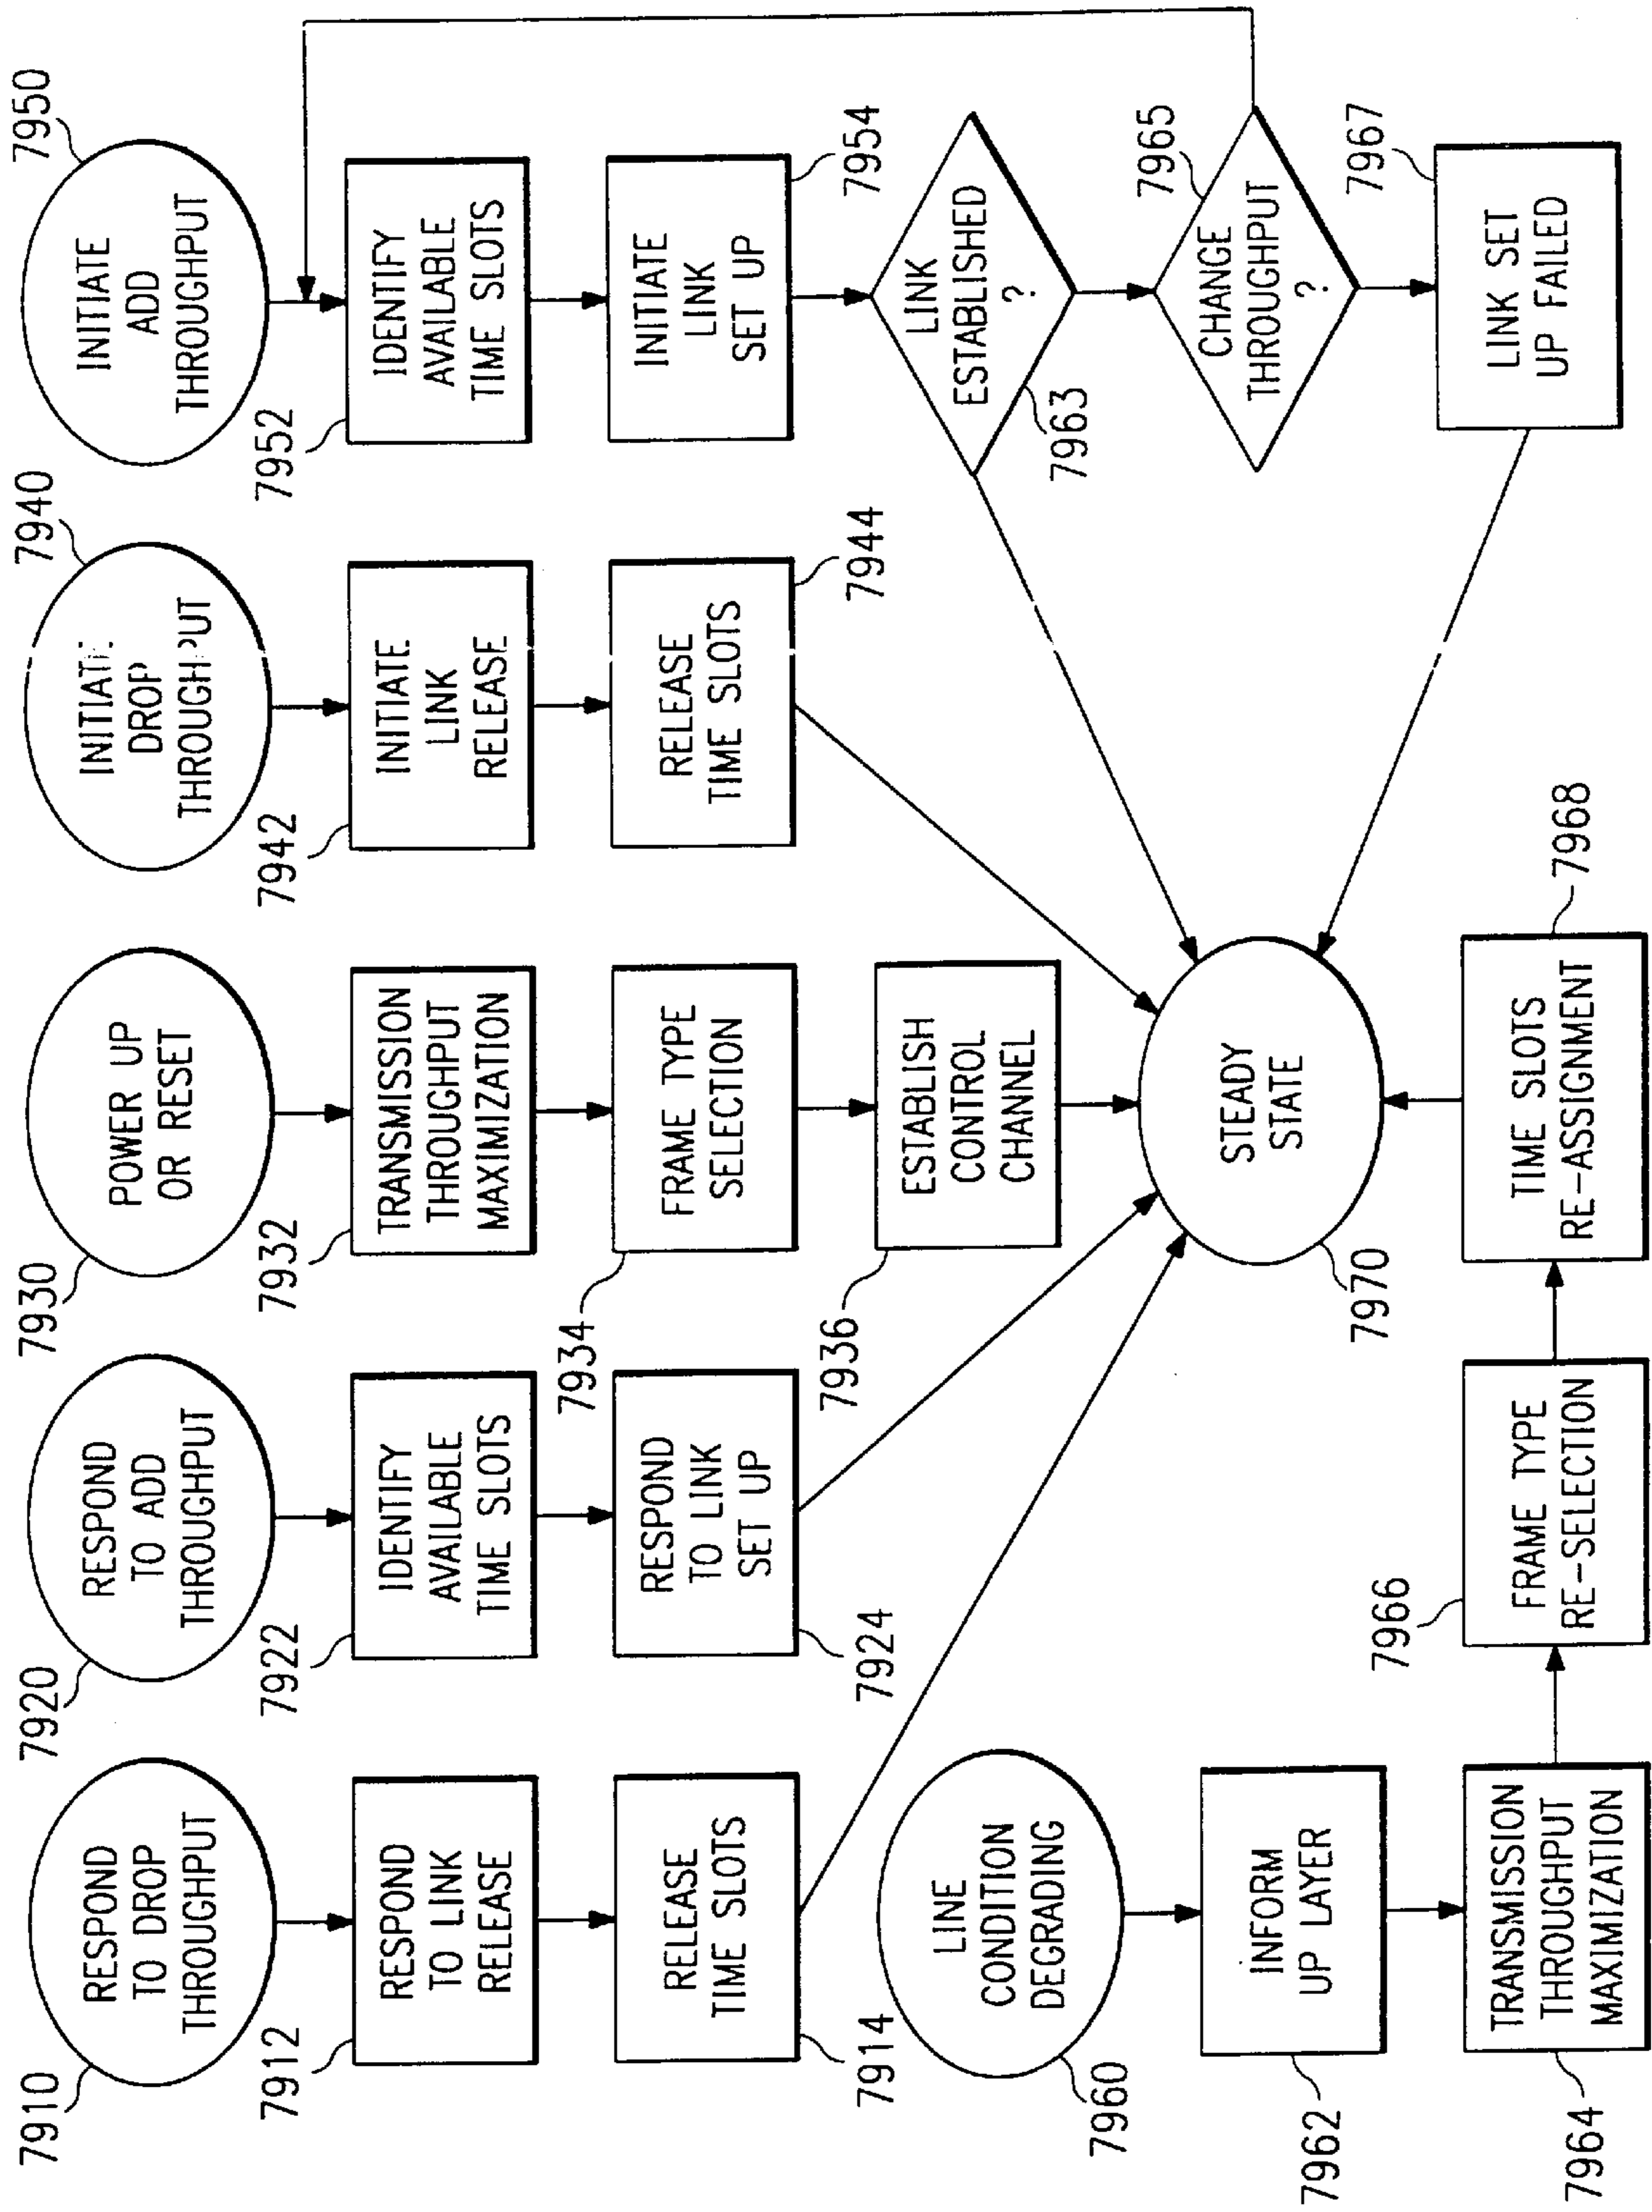 7910
RESPOND
TO DROP
THROUGHPUT
7912
RESPOND
TO LINK
RELEASE
RELEASE
TIME SLOTS
7914
7920
RESPOND
TO ADD
THROUGHPUT
7922
IDENTIFY
AVAILABLE
TIME SLOTS
RESPOND
TO LINK
SET UP
7924
7930
POWER UP
OR RESET
7932
TRANSMISSION
THROUGHPUT
MAXIMIZATION
7934
FRAME TYPE
SELECTION
7936
ESTABLISH
CONTROL
CHANNEL
7940
INITIATE
DROP
THROUGHPUT
7942
INITIATE
LINK
RELEASE
RELEASE
TIME SLOTS
7944
7950
INITIATE
ADD
THROUGHPUT
7952
IDENTIFY
AVAILABLE
TIME SLOTS
INITIATE
LINK
SET UP
7954
LINK
ESTABLISHED
?
7963
7965
CHANGE
THROUGHPUT
?
7967
LINK SET
UP FAILED
LINE
CONDITION
DEGRADING
7960
INFORM
UP LAYER
7962
TRANSMISSION
THROUGHPUT
MAXIMIZATION
7964
7966
FRAME TYPE
RE-SELECTION
TIME SLOTS
RE-ASSIGNMENT
7968
STEADY
STATE
7970